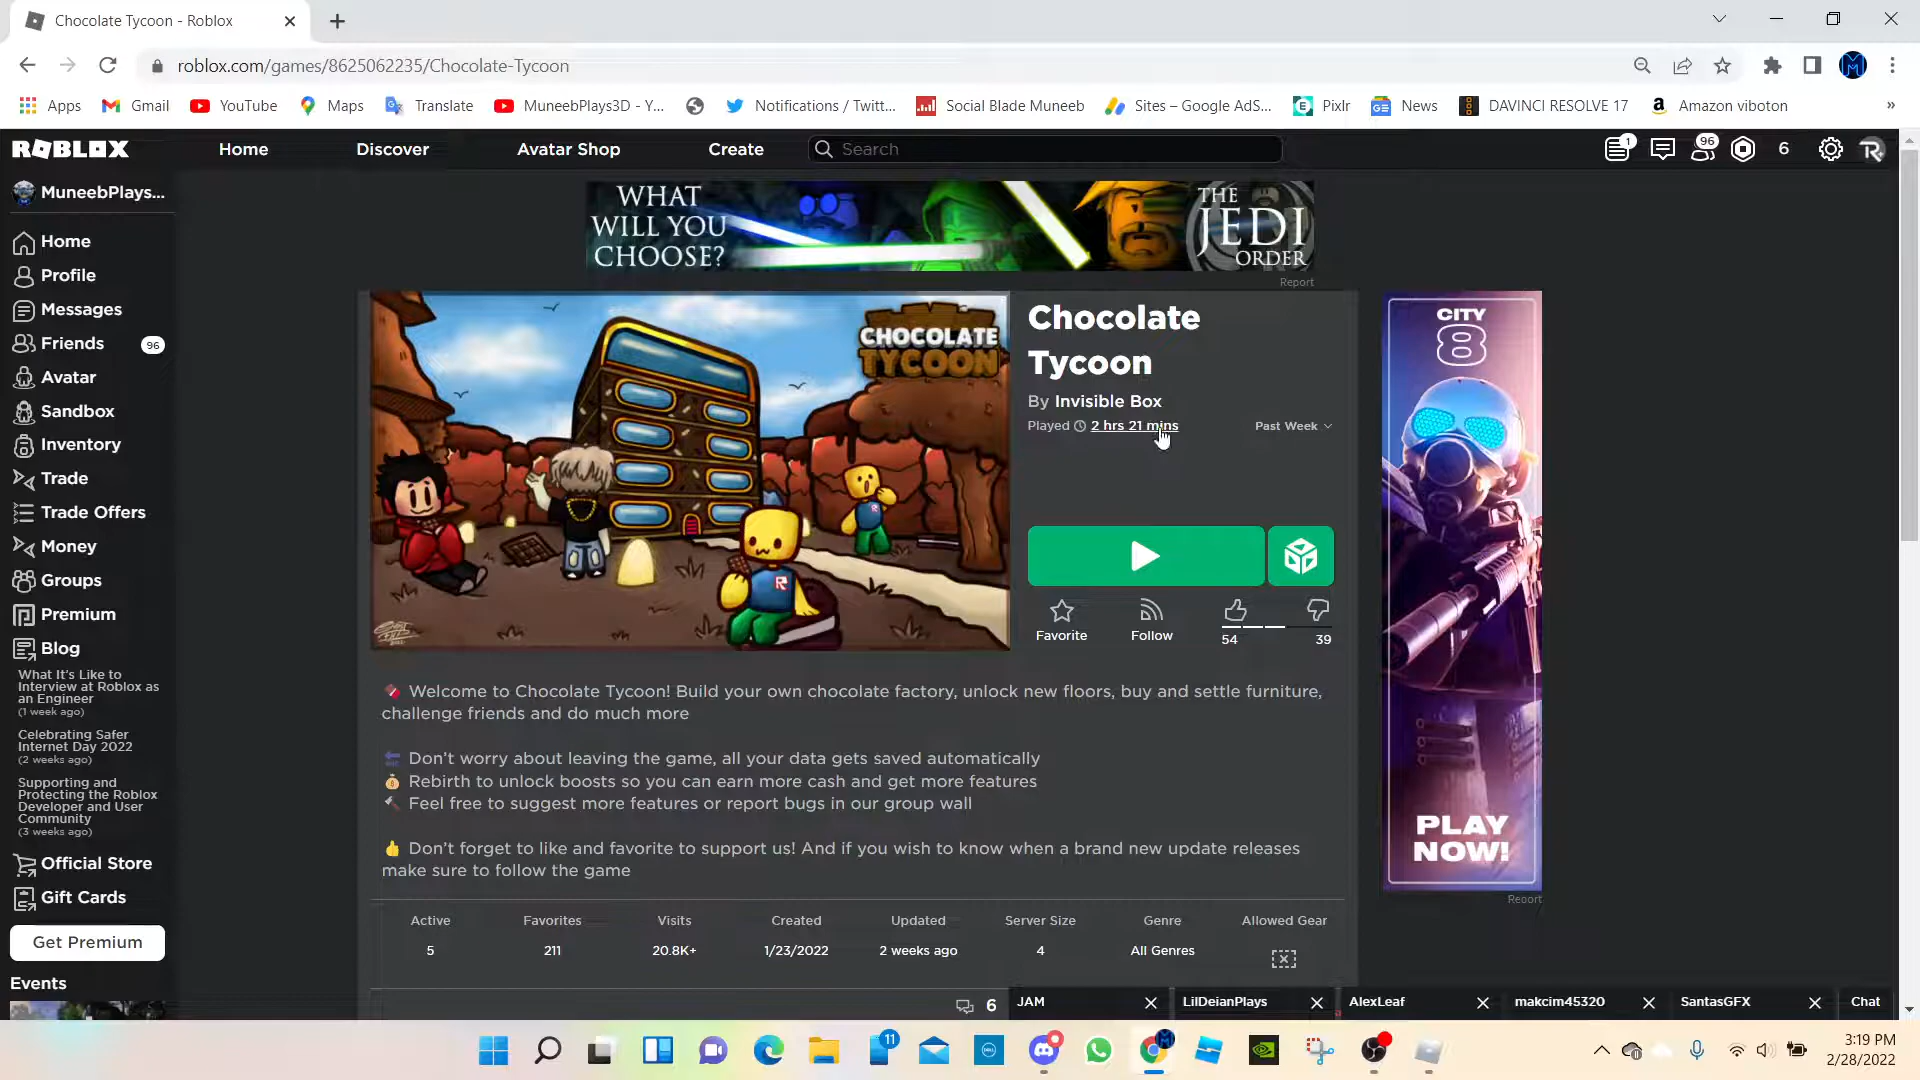 Chocolate Tycoon - Roblox
roblox.com/games/8625062235/Chocolate-Tycoon
Apps
Gmail
YouTube
Maps
Translate
MuneebPlays3D - Y...
Notifications / Twitt...
Social Blade Muneeb
Sites – Google AdS...
Pixlr
News
DAVINCI RESOLVE 17
Amazon viboton
»
ROBLOX
Home
Discover
Avatar Shop
Create
Search
1
96
6
MuneebPlays...
Home
Profile
Messages
Friends
96
Avatar
Sandbox
Inventory
Trade
Trade Offers
Money
Groups
Premium
Blog
What It's Like to
Interview at Roblox as
an Engineer
(1 week ago)
Celebrating Safer
Internet Day 2022
(2 weeks ago)
Supporting and
Protecting the Roblox
Developer and User
Community
(3 weeks ago)
Official Store
Gift Cards
Get Premium
Events
WHAT
WILL YOU
CHOOSE?
THE
JEDI
ORDER
Report
CHOCOLATE
TYCOON
Chocolate
Tycoon
By Invisible Box
Played 2 hrs 21 mins
Past Week
Favorite
Follow
54
39
Welcome to Chocolate Tycoon! Build your own chocolate factory, unlock new floors, buy and settle furniture,
challenge friends and do much more
Don't worry about leaving the game, all your data gets saved automatically
Rebirth to unlock boosts so you can earn more cash and get more features
Feel free to suggest more features or report bugs in our group wall
Don't forget to like and favorite to support us! And if you wish to know when a brand new update releases
make sure to follow the game
Active
Favorites
Visits
Created
Updated
Server Size
Genre
Allowed Gear
5
211
20.8K+
1/23/2022
2 weeks ago
4
All Genres
CITY
8
PLAY
NOW!
Report
6
JAM
LilDeianPlays
AlexLeaf
makcim45320
SantasGFX
Chat
11
3:19 PM
2/28/2022